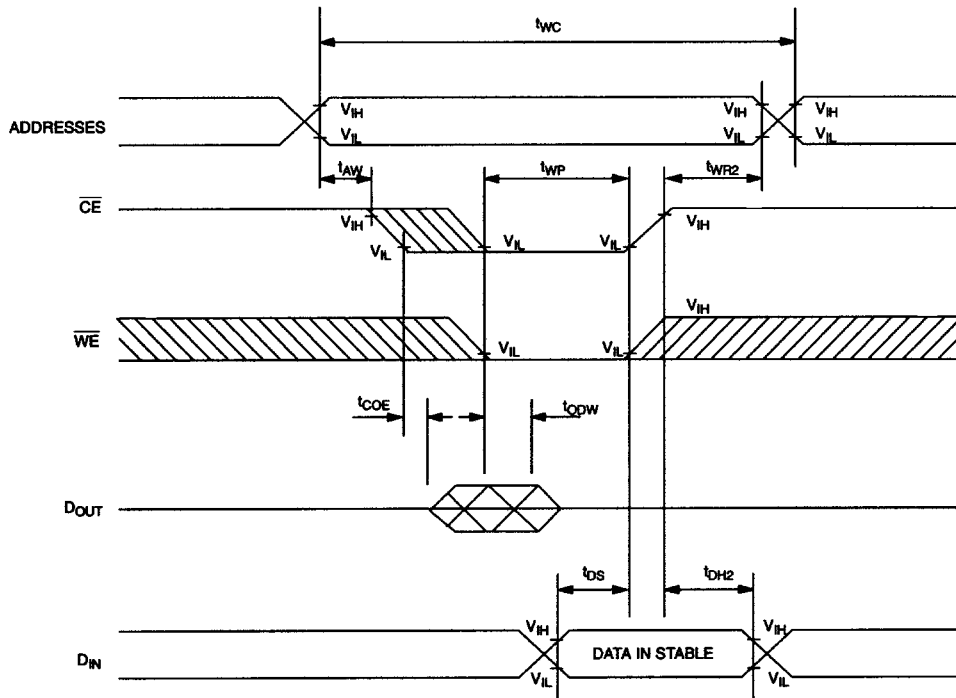 tWC
ADDRESSES
VIH
VIL
VIH
VIL
VIH
VIL
tAW
tWP
tWR2
CE
VIH
VIL
VIL
VIL
VIH
WE
VIL
VIL
VIH
tCOE
tODW
DOUT
tDS
tDH2
DIN
VIH
VIL
DATA IN STABLE
VIH
VIL